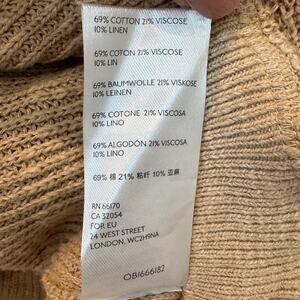 69% COTTON 21% VISCOSE
10% LINEN
69% COTON 21% VISCOSE
10% LIN
69% BAUMWOLLE 21% VISKOSE
10% LEINEN
69% COTONE 21% VISCOSA
10% LINO
69% ALGODÓN 21% VISCOSA
10% LINO
69% 棉 21% 粘纤 10% 亚麻
RN 66170
CA 32054
FOR EU
24 WEST STREET
LONDON, WC2H9NA
OB1666182